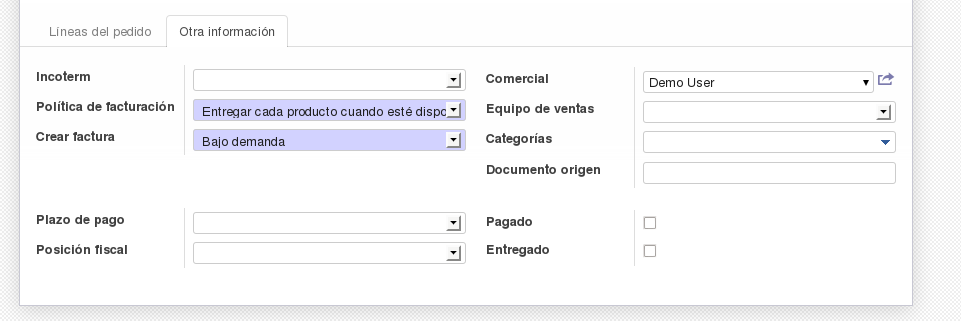 Líneas del pedido
Otra información
Incoterm
Política de facturación
Entregar cada producto cuando esté dispo
Crear factura
Bajo demanda
Comercial
Demo User
Equipo de ventas
Categorías
Documento origen
Plazo de pago
Posición fiscal
Pagado
Entregado